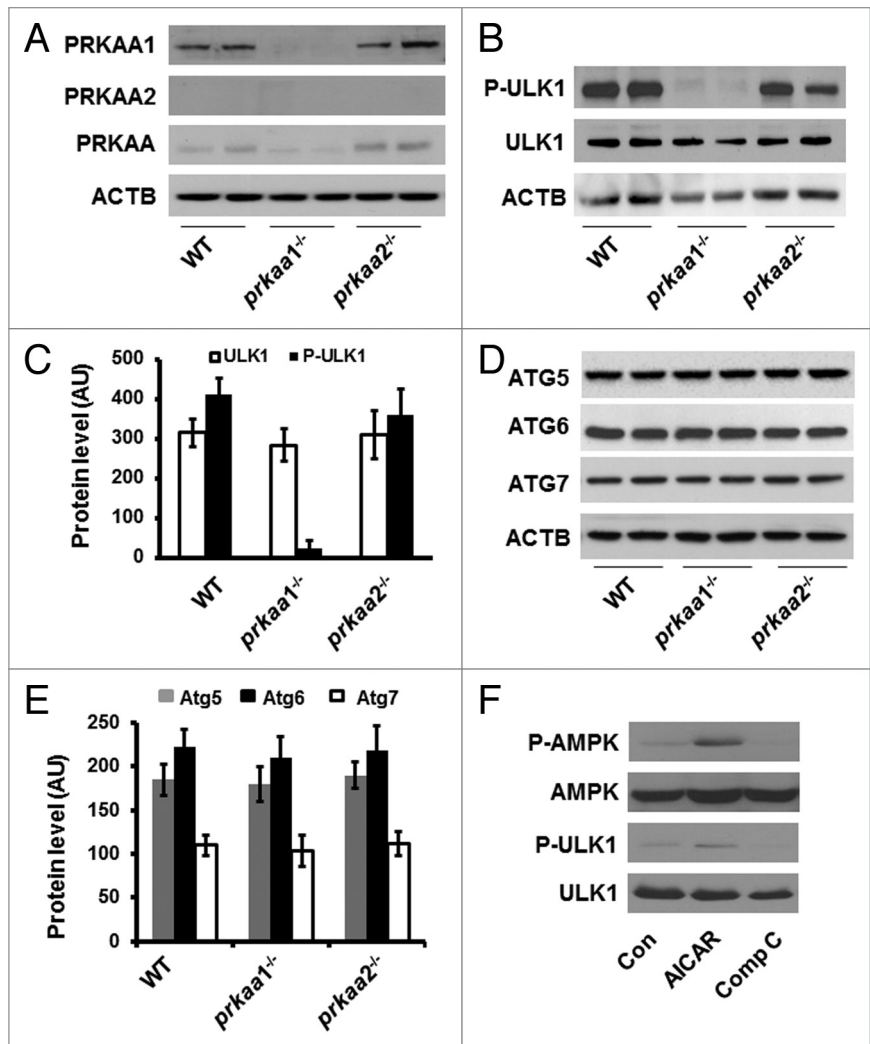 A
PRKAA1
PRKAA2
PRKAA
ACTB
WT
prkaa1-/-
prkaa2-/-
B
P-ULK1
ULK1
ACTB
WT
prkaa1-/-
prkaa2-/-
C
ULK1 P-ULK1
Protein level (AU)
500
400
300
200
100
0
WT
prkaa1-/-
prkaa2-/-
D
ATG5
ATG6
ATG7
ACTB
WT
prkaa1-/-
prkaa2-/-
E
Atg5 Atg6 Atg7
Protein level (AU)
250
200
150
100
50
0
WT
prkaa1-/-
prkaa2-/-
F
P-AMPK
AMPK
P-ULK1
ULK1
Con
AICAR
Comp C